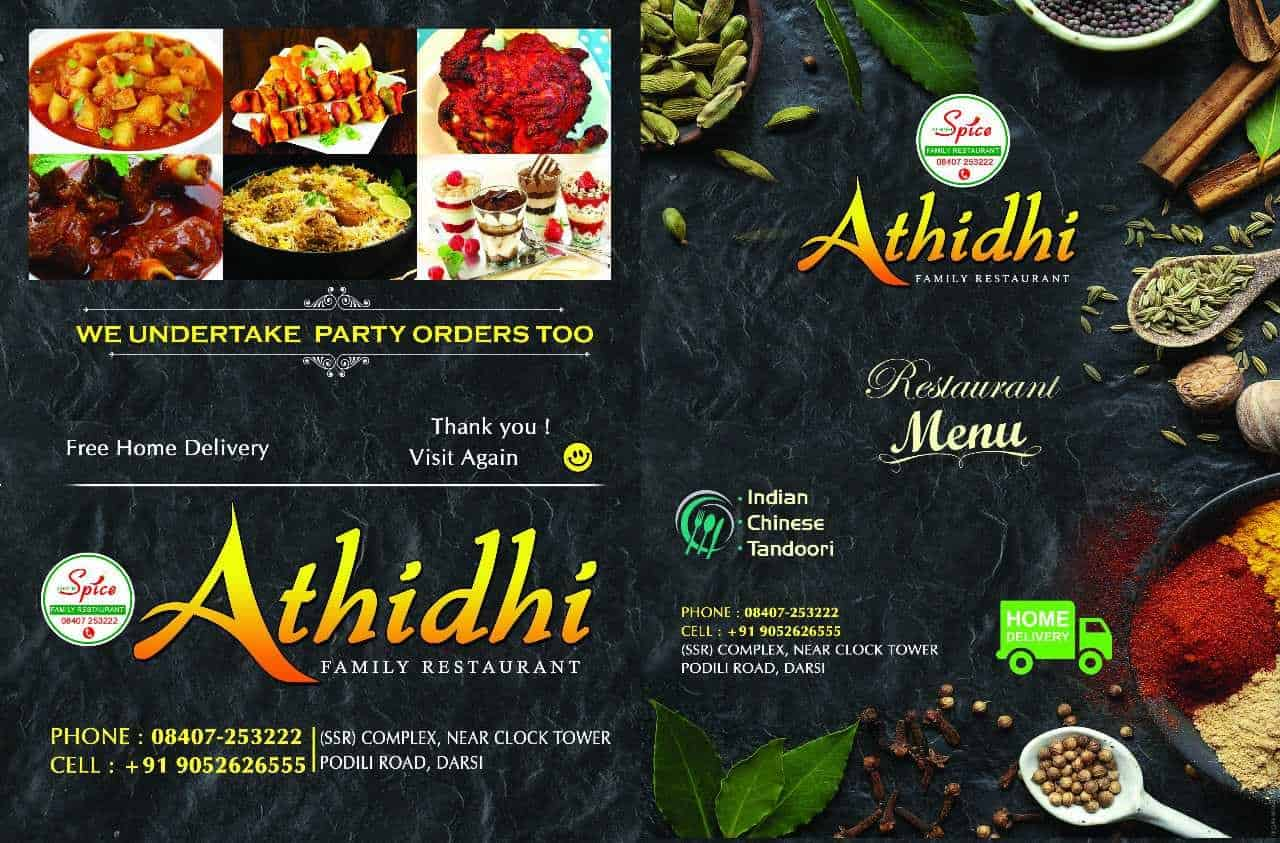 WE UNDERTAKE PARTY ORDERS TOO
Free Home Delivery
Thank you !
Visit Again
Spice
FAMILY RESTAURANT
08407 253222
Athidhi
FAMILY RESTAURANT
PHONE : 08407-253222
CELL : +91 9052626555
(SSR) COMPLEX, NEAR CLOCK TOWER
PODILI ROAD, DARSI
Spice
FAMILY RESTAURANT
08407 253222
Athidhi
FAMILY RESTAURANT
Restaurant
Menu
· Indian
· Chinese
· Tandoori
PHONE : 08407-253222
CELL : +91 9052626555
(SSR) COMPLEX, NEAR CLOCK TOWER
PODILI ROAD, DARSI
HOME
DELIVERY